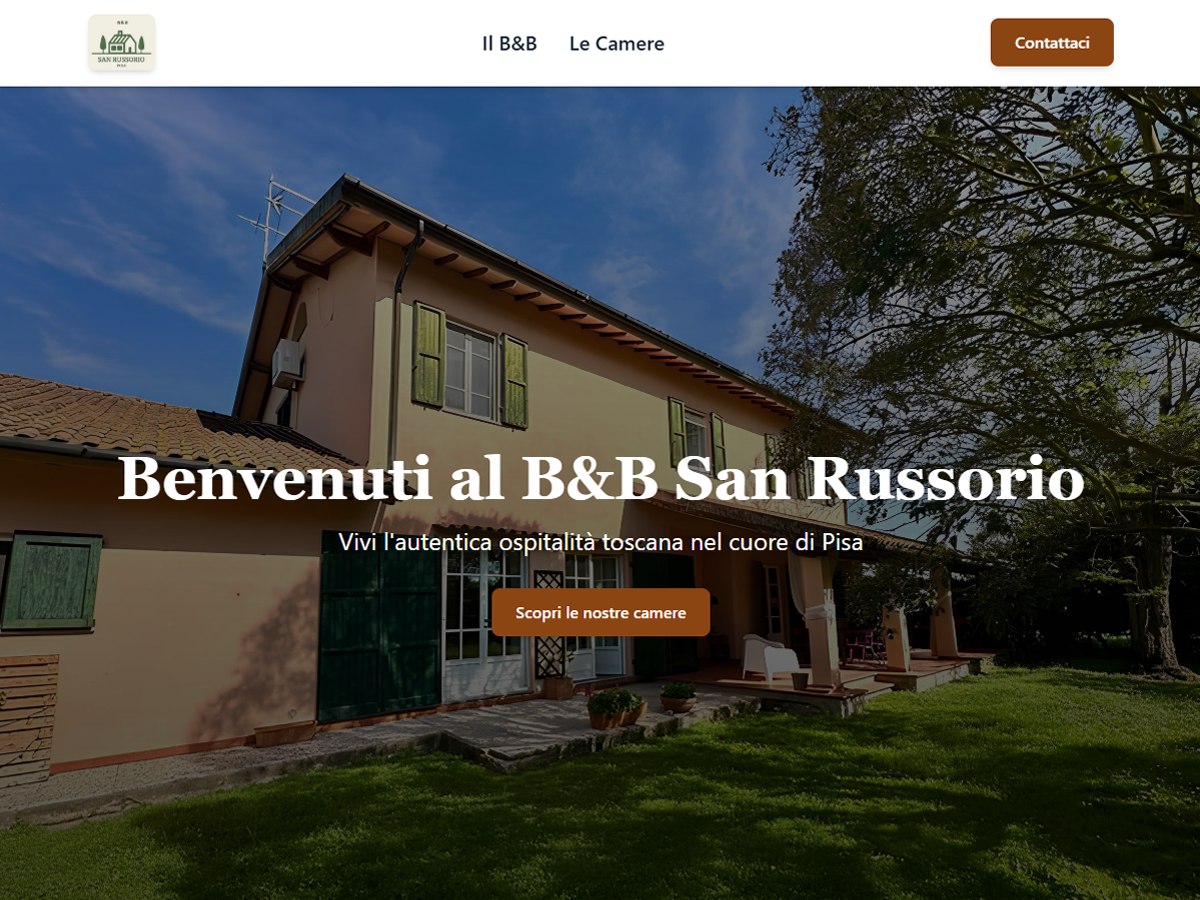 B&B
SAN RUSSORIO
PISA
Il B&B
Le Camere
Contattaci
Benvenuti al B&B San Russorio
Vivi l'autentica ospitalità toscana nel cuore di Pisa
Scopri le nostre camere